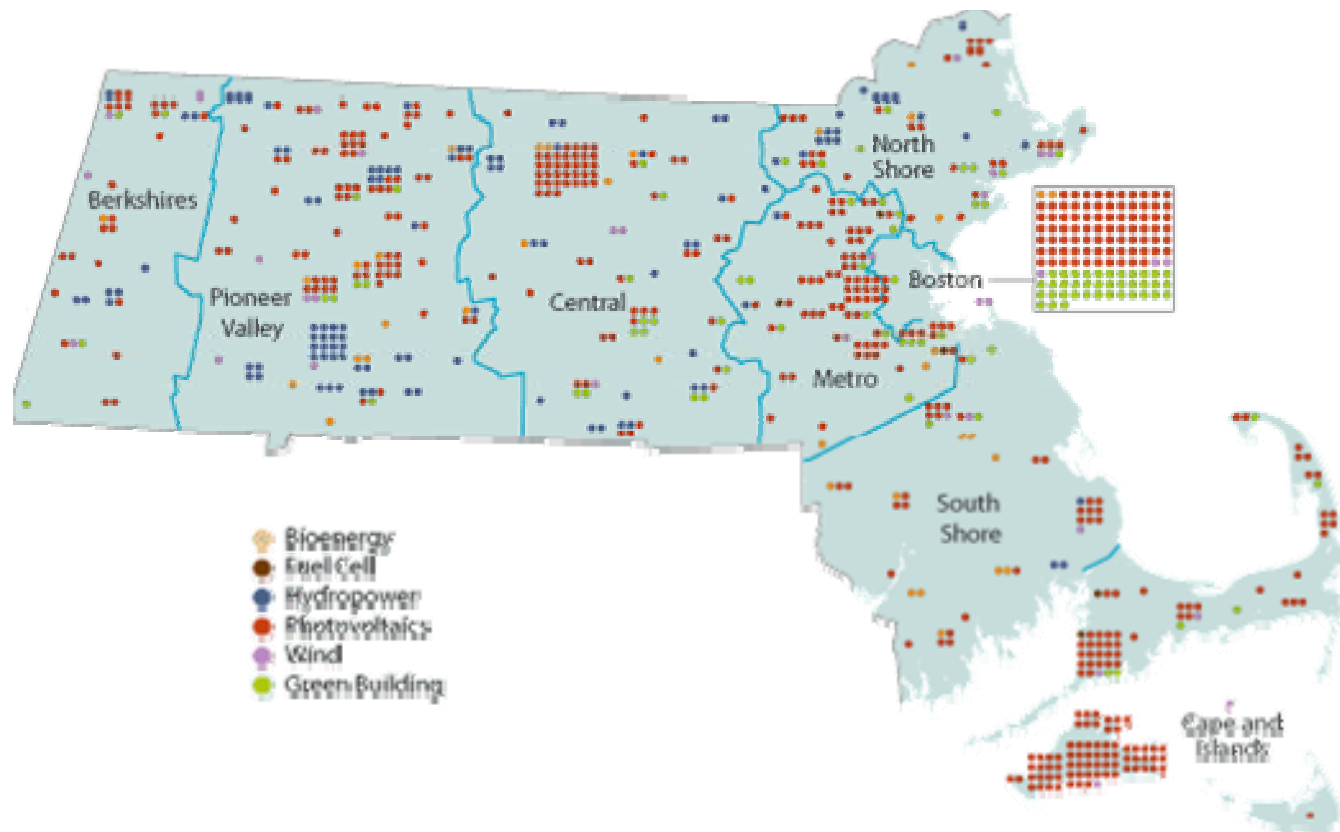 North
Shore
Berkshires
Boston
Pioneer
Valley
Central
Metro
South
Shore
Bioenergy
Fuel Cell
Hydropower
Photovoltaics
Wind
Green Building
Cape and
Islands